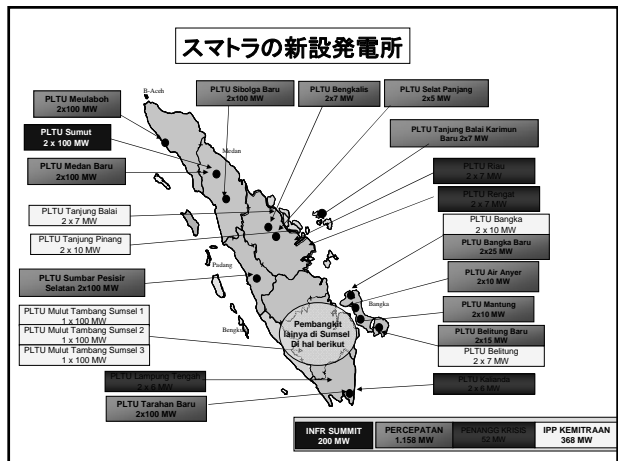 スマトラの新設発電所
B-Aceh
PLTU Meulaboh
2x100 MW
PLTU Sibolga Baru
2x100 MW
PLTU Bengkalis
2x7 MW
PLTU Selat Panjang
2x5 MW
PLTU Sumut
2 x 100 MW
Medan
PLTU Tanjung Balai Karimun
Baru 2x7 MW
PLTU Medan Baru
2x100 MW
PLTU Riau
2 x 7 MW
PLTU Rengat
2 x 7 MW
PLTU Tanjung Balai
2 x 7 MW
PLTU Tanjung Pinang
2 x 10 MW
PLTU Bangka
2 x 10 MW
PLTU Bangka Baru
2x25 MW
Padang
PLTU Sumbar Pesisir
Selatan 2x100 MW
PLTU Air Anyer
2x10 MW
Bangka
PLTU Mantung
2x10 MW
PLTU Mulut Tambang Sumsel 1
1 x 100 MW
PLTU Mulut Tambang Sumsel 2
1 x 100 MW
PLTU Mulut Tambang Sumsel 3
1 x 100 MW
Pembangkit
lainya di Sumsel
Di hal berikut
PLTU Belitung Baru
2x15 MW
PLTU Belitung
2 x 7 MW
PLTU Lampung Tengah
2 x 6 MW
PLTU Kalanda
2 x 6 MW
PLTU Tarahan Baru
2x100 MW
INFR SUMMIT
200 MW
PERCEPATAN
1.158 MW
PENANGG KRISIS
52 MW
IPP KEMITRAAN
368 MW